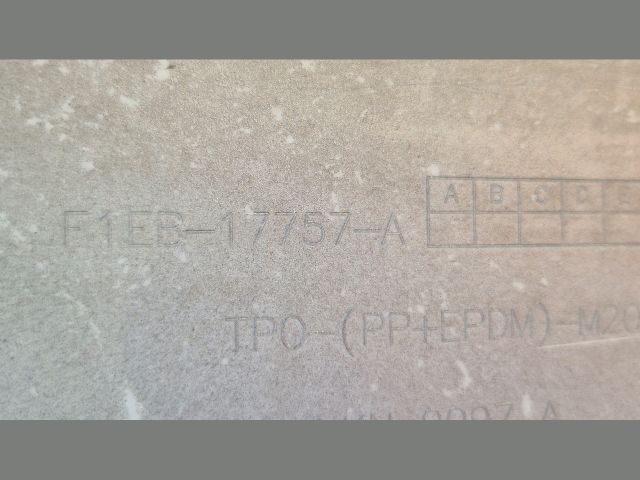 A B C D E
F1EB-17757-A
TPO-(PP+EPDM)-M20